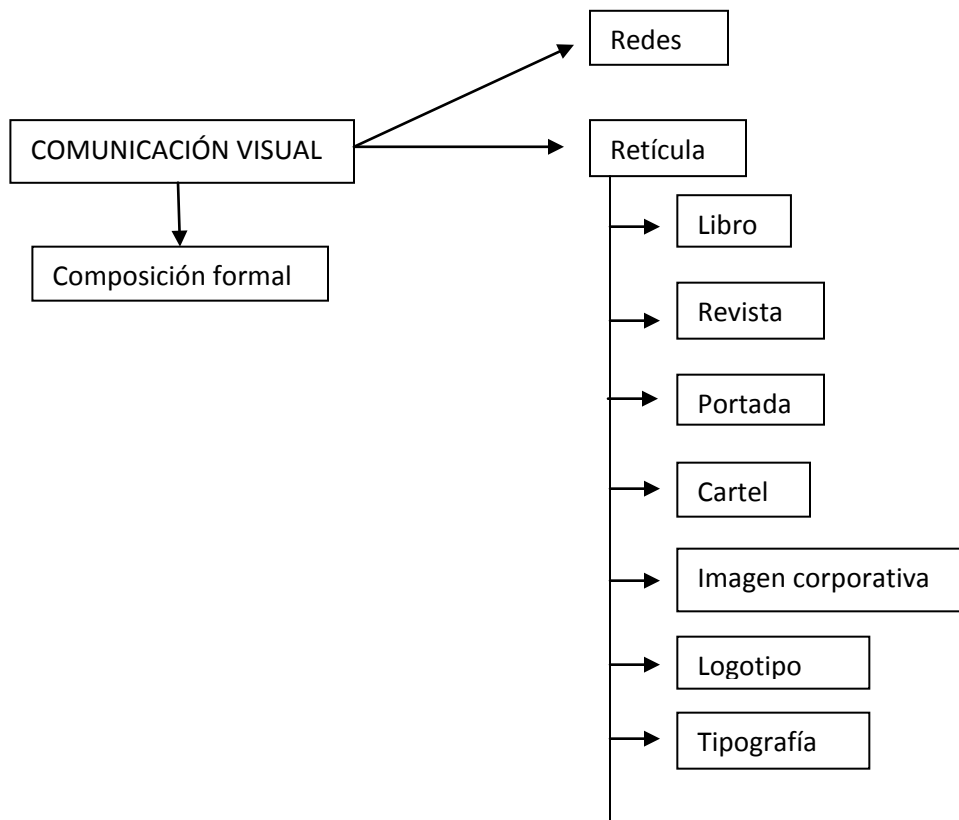 Redes
COMUNICACIÓN VISUAL
Retícula
Libro
Composición formal
Revista
Portada
Cartel
Imagen corporativa
Logotipo
Tipografía